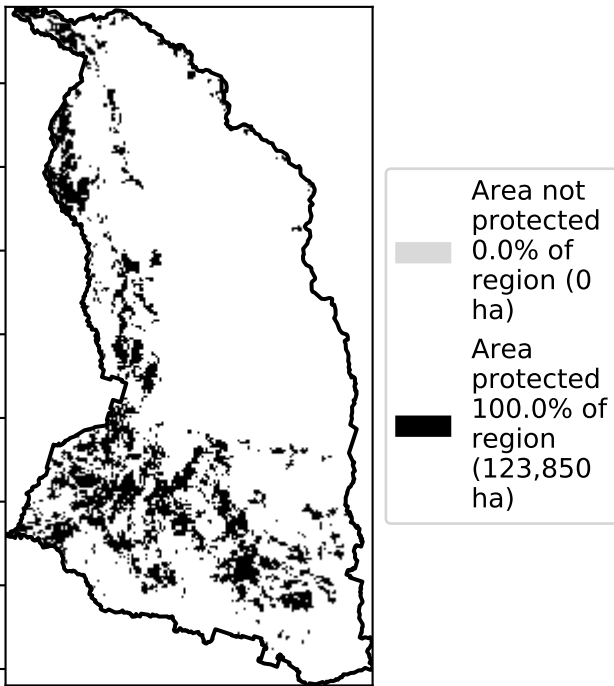 Area not
protected
0.0% of
region (0
ha)
Area
protected
100.0% of
region
(123,850
ha)